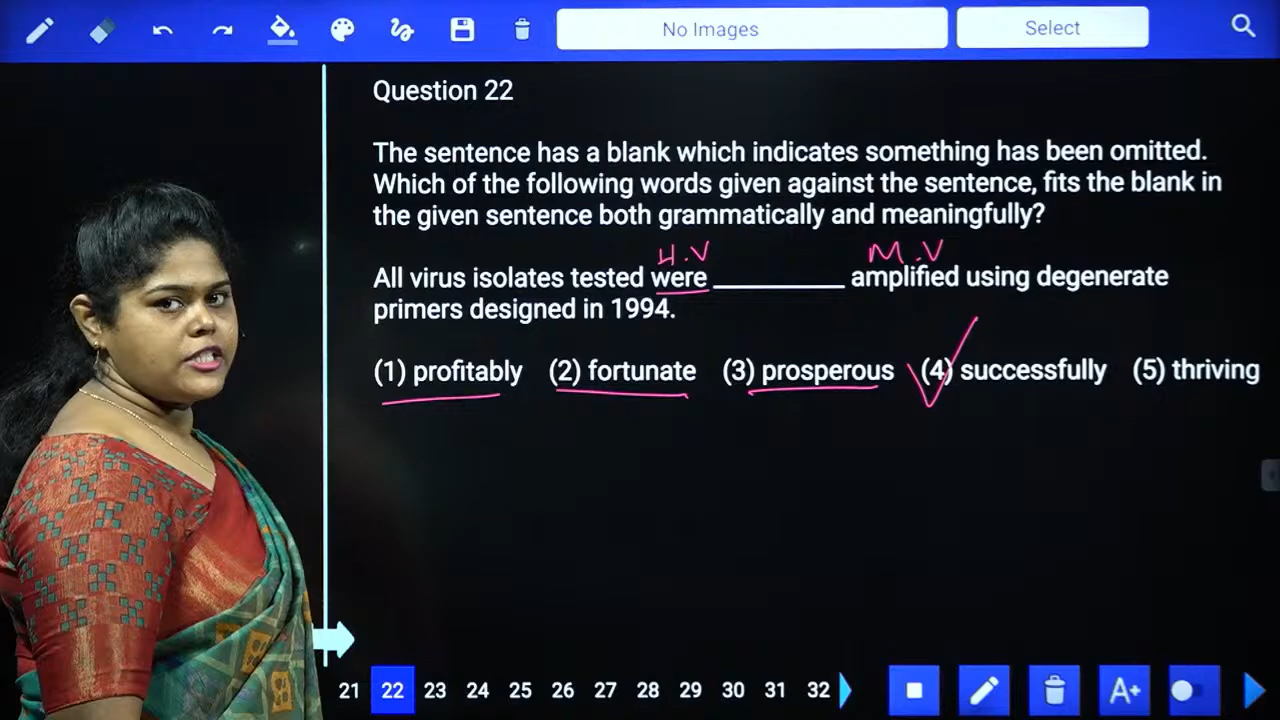 No Images
Select
Question 22
The sentence has a blank which indicates something has been omitted.
Which of the following words given against the sentence, fits the blank in
the given sentence both grammatically and meaningfully?
H.V M.V
All virus isolates tested were __________ amplified using degenerate
primers designed in 1994.
(1) profitably (2) fortunate (3) prosperous (4) successfully (5) thriving
21 22 23 24 25 26 27 28 29 30 31 32
A+